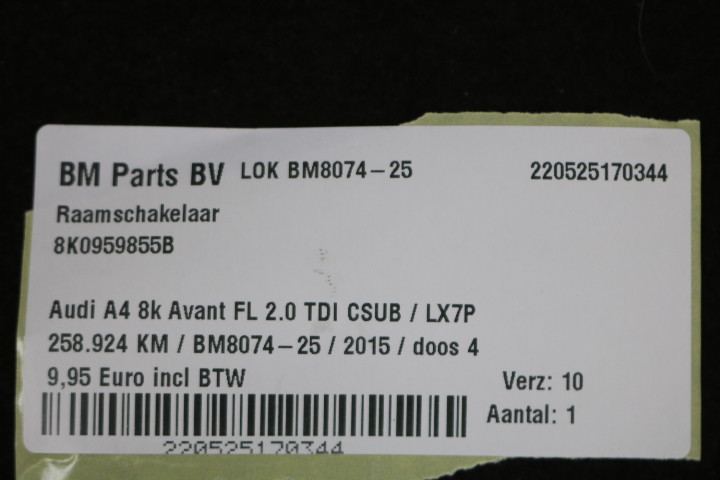 BM Parts BV LOK BM8074-25 220525170344
Raamschakelaar
8K0959855B
Audi A4 8k Avant FL 2.0 TDI CSUB / LX7P
258.924 KM / BM8074-25 / 2015 / doos 4
9,95 Euro incl BTW Verz: 10
Aantal: 1
220525170344